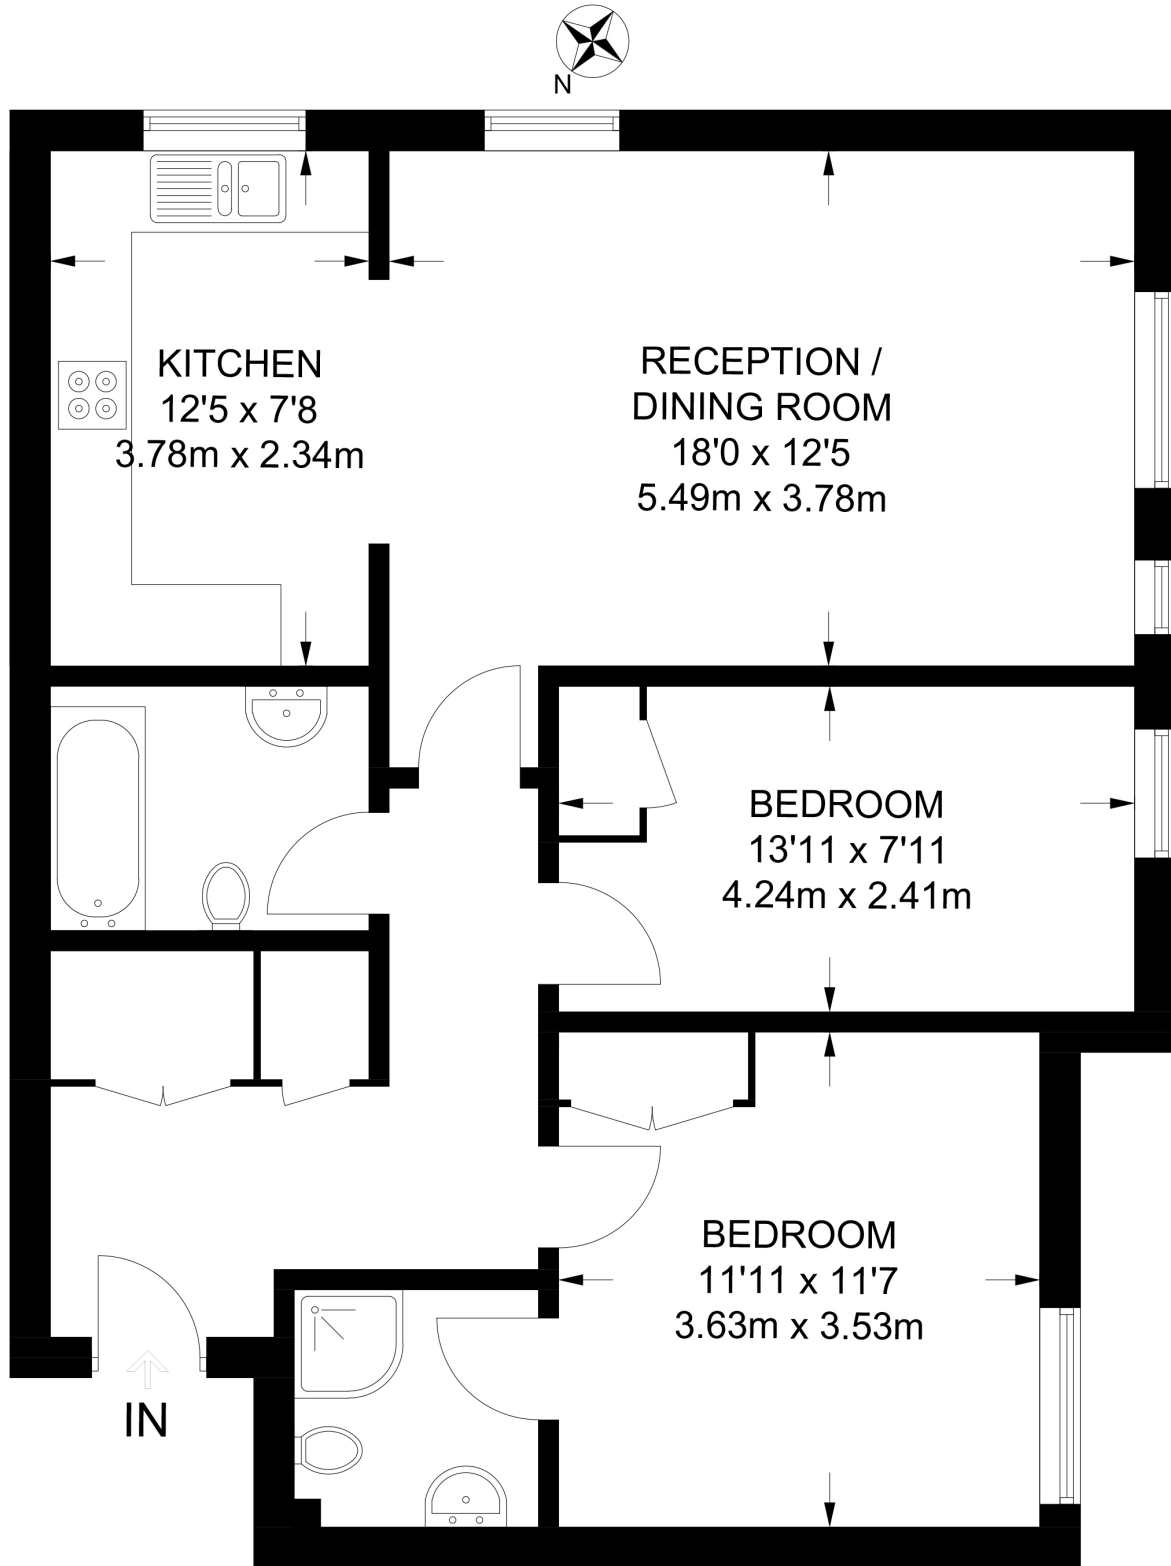 N
KITCHEN
12'5 x 7'8
3.78m x 2.34m
RECEPTION /
DINING ROOM
18'0 x 12'5
5.49m x 3.78m
BEDROOM
13'11 x 7'11
4.24m x 2.41m
BEDROOM
11'11 x 11'7
3.63m x 3.53m
IN